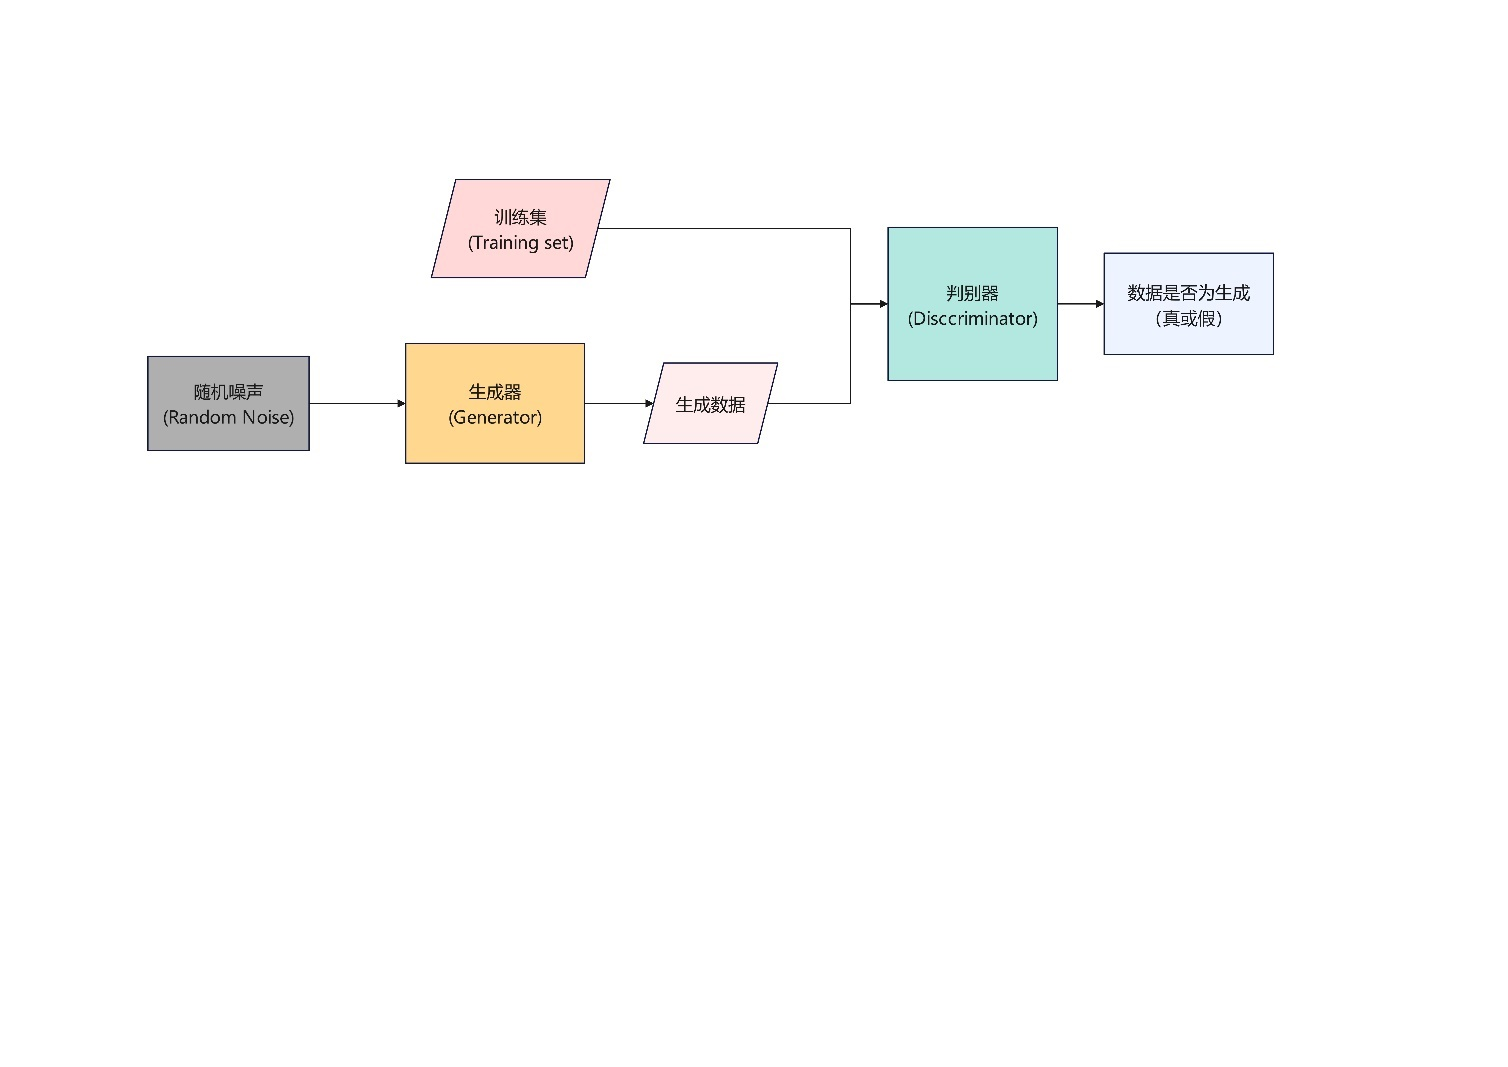 训练集
(Training set)
判别器
(Disccriminator)
数据是否为生成
（真或假）
随机噪声
(Random Noise)
生成器
(Generator)
生成数据